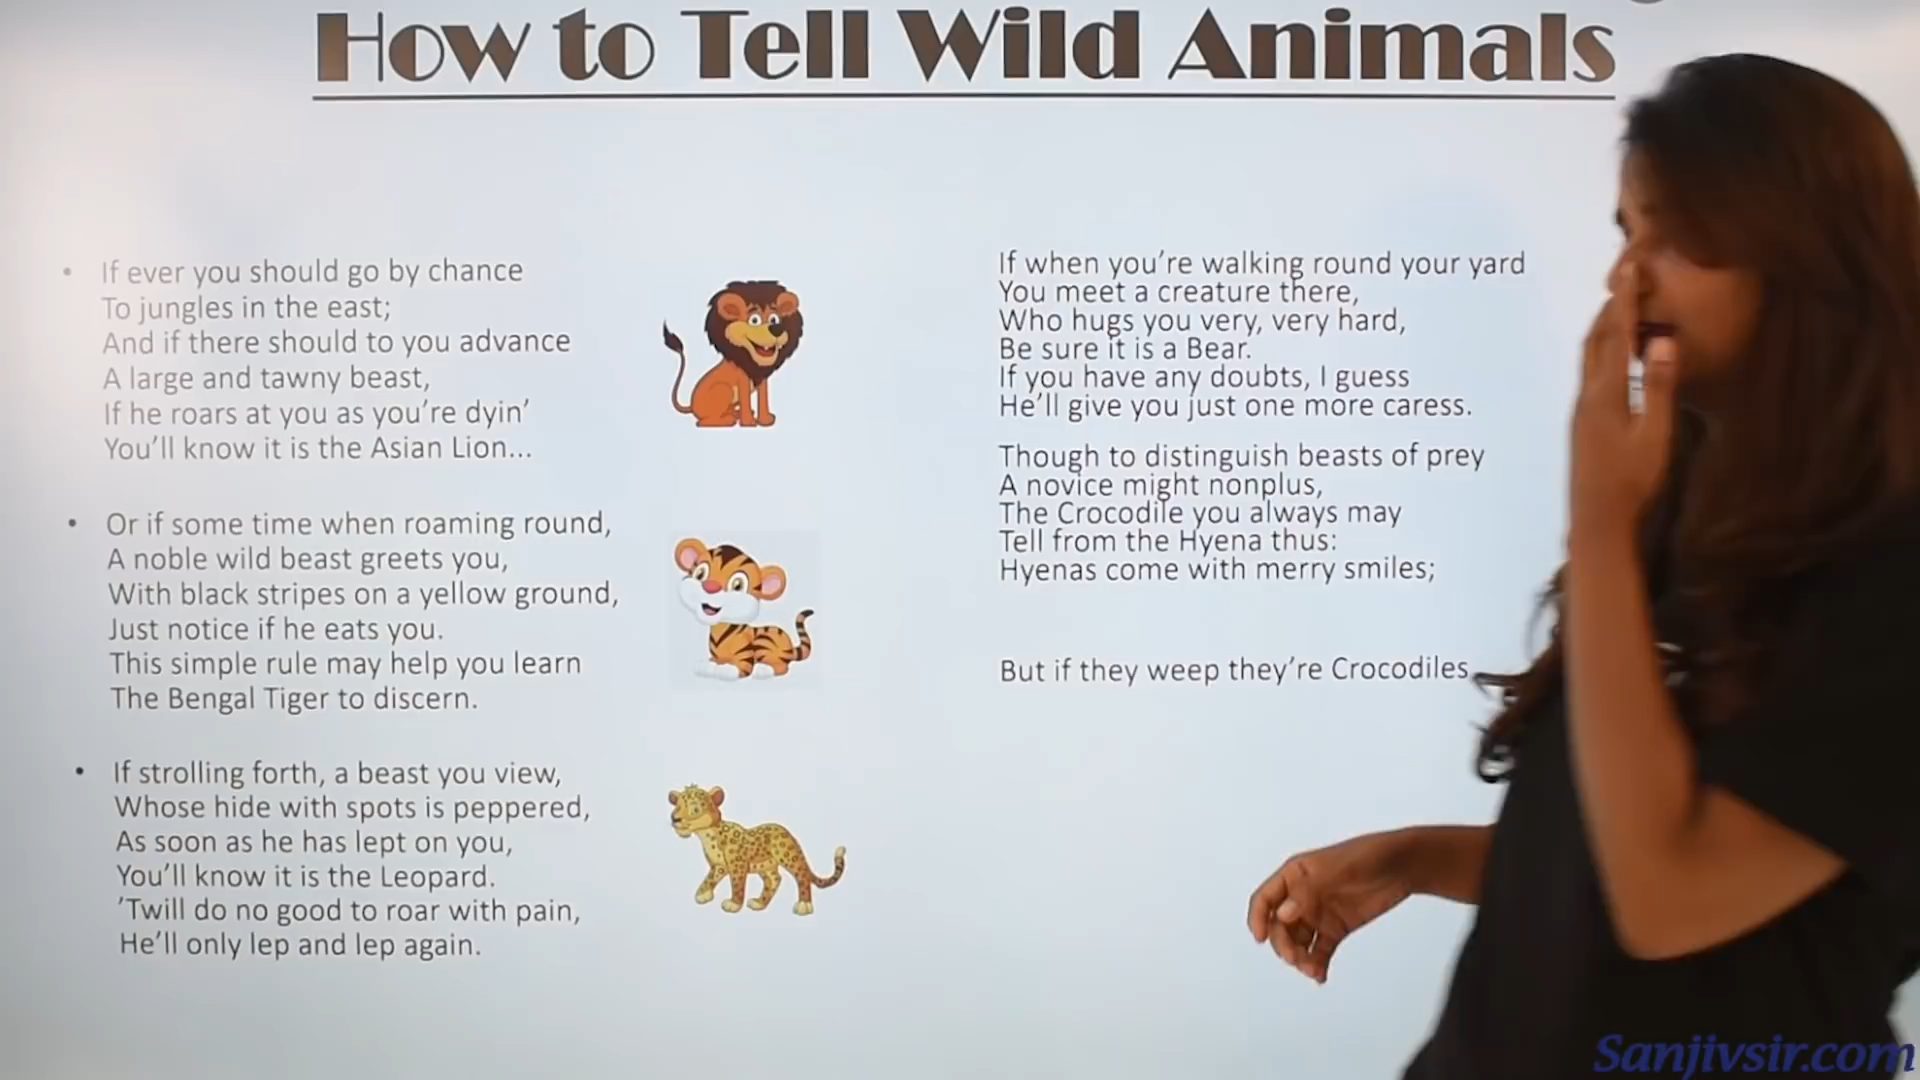 How to Tell Wild Animals
• If ever you should go by chance
To jungles in the east;
And if there should to you advance
A large and tawny beast,
If he roars at you as you're dyin'
You'll know it is the Asian Lion...
• Or if some time when roaming round,
A noble wild beast greets you,
With black stripes on a yellow ground,
Just notice if he eats you.
This simple rule may help you learn
The Bengal Tiger to discern.
• If strolling forth, a beast you view,
Whose hide with spots is peppered,
As soon as he has lept on you,
You'll know it is the Leopard.
'Twill do no good to roar with pain,
He'll only lep and lep again.
If when you're walking round your yard
You meet a creature there,
Who hugs you very, very hard,
Be sure it is a Bear.
If you have any doubts, I guess
He'll give you just one more caress.
Though to distinguish beasts of prey
A novice might nonplus,
The Crocodile you always may
Tell from the Hyena thus:
Hyenas come with merry smiles;
But if they weep they're Crocodiles.
Sanjivsir.com